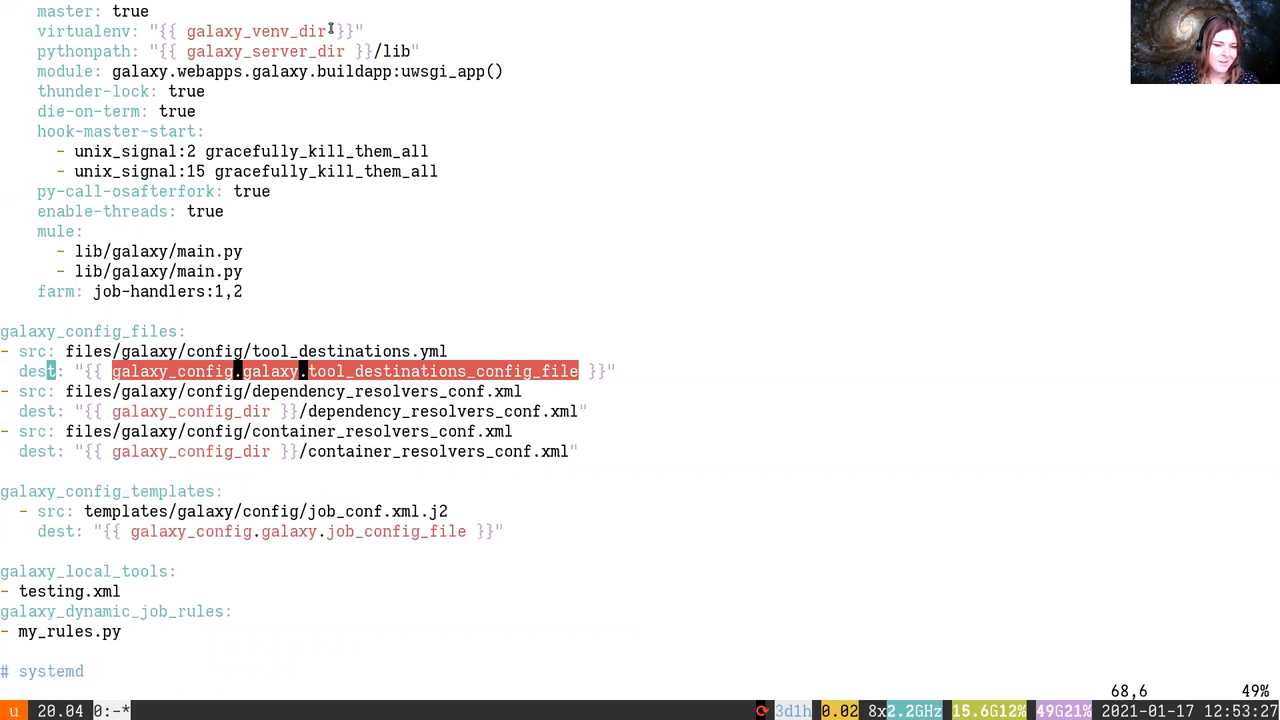 master: true
virtualenv: "{{ galaxy_venv_dir }}"
pythonpath: "{{ galaxy_server_dir }}/lib"
module: galaxy.webapps.galaxy.buildapp:uwsgi_app()
thunder-lock: true
die-on-term: true
hook-master-start:
- unix_signal:2 gracefully_kill_them_all
- unix_signal:15 gracefully_kill_them_all
py-call-osafterfork: true
enable-threads: true
mule:
- lib/galaxy/main.py
- lib/galaxy/main.py
farm: job-handlers:1,2
galaxy_config_files:
- src: files/galaxy/config/tool_destinations.yml
dest: "{{ galaxy_config.galaxy.tool_destinations_config_file }}"
- src: files/galaxy/config/dependency_resolvers_conf.xml
dest: "{{ galaxy_config_dir }}/dependency_resolvers_conf.xml"
- src: files/galaxy/config/container_resolvers_conf.xml
dest: "{{ galaxy_config_dir }}/container_resolvers_conf.xml"
galaxy_config_templates:
- src: templates/galaxy/config/job_conf.xml.j2
dest: "{{ galaxy_config.galaxy.job_config_file }}"
galaxy_local_tools:
- testing.xml
galaxy_dynamic_job_rules:
- my_rules.py
# systemd
68,6 49%
u 20.04 0:-* 3d1h 0.02 8x2.2GHz 15.6G12% 49G21% 2021-01-17 12:53:27